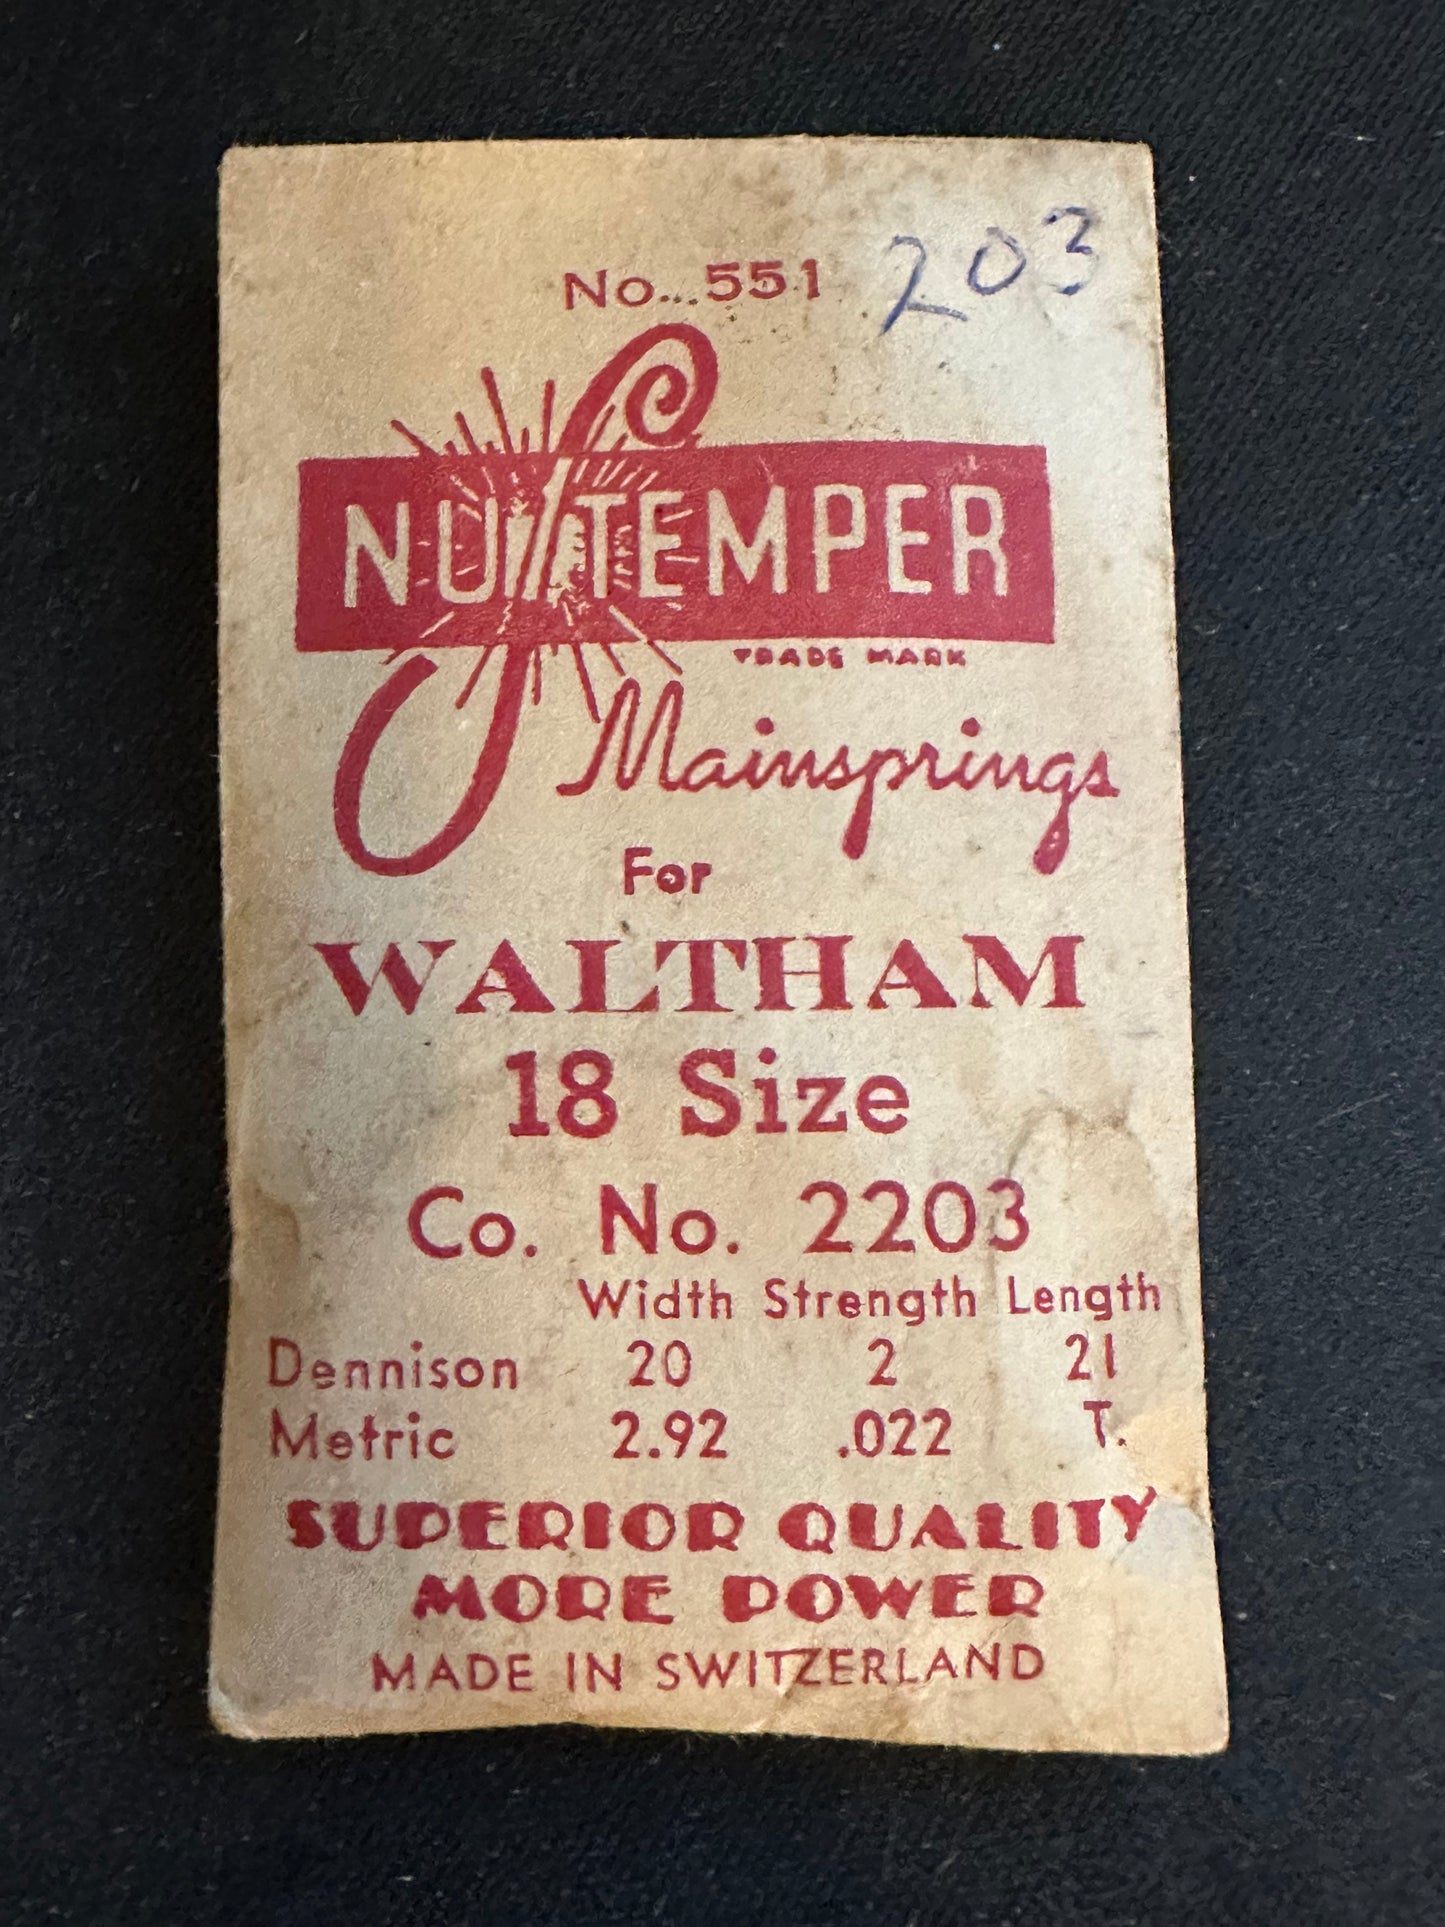 No. 551 203
NU TEMPER
TRADE MARK
Mainsprings
For
WALTHAM
18 Size
Co. No. 2203
Width Strength Length
Dennison 20 2 21
Metric 2.92 .022 T.
SUPERIOR QUALITY
MORE POWER
MADE IN SWITZERLAND